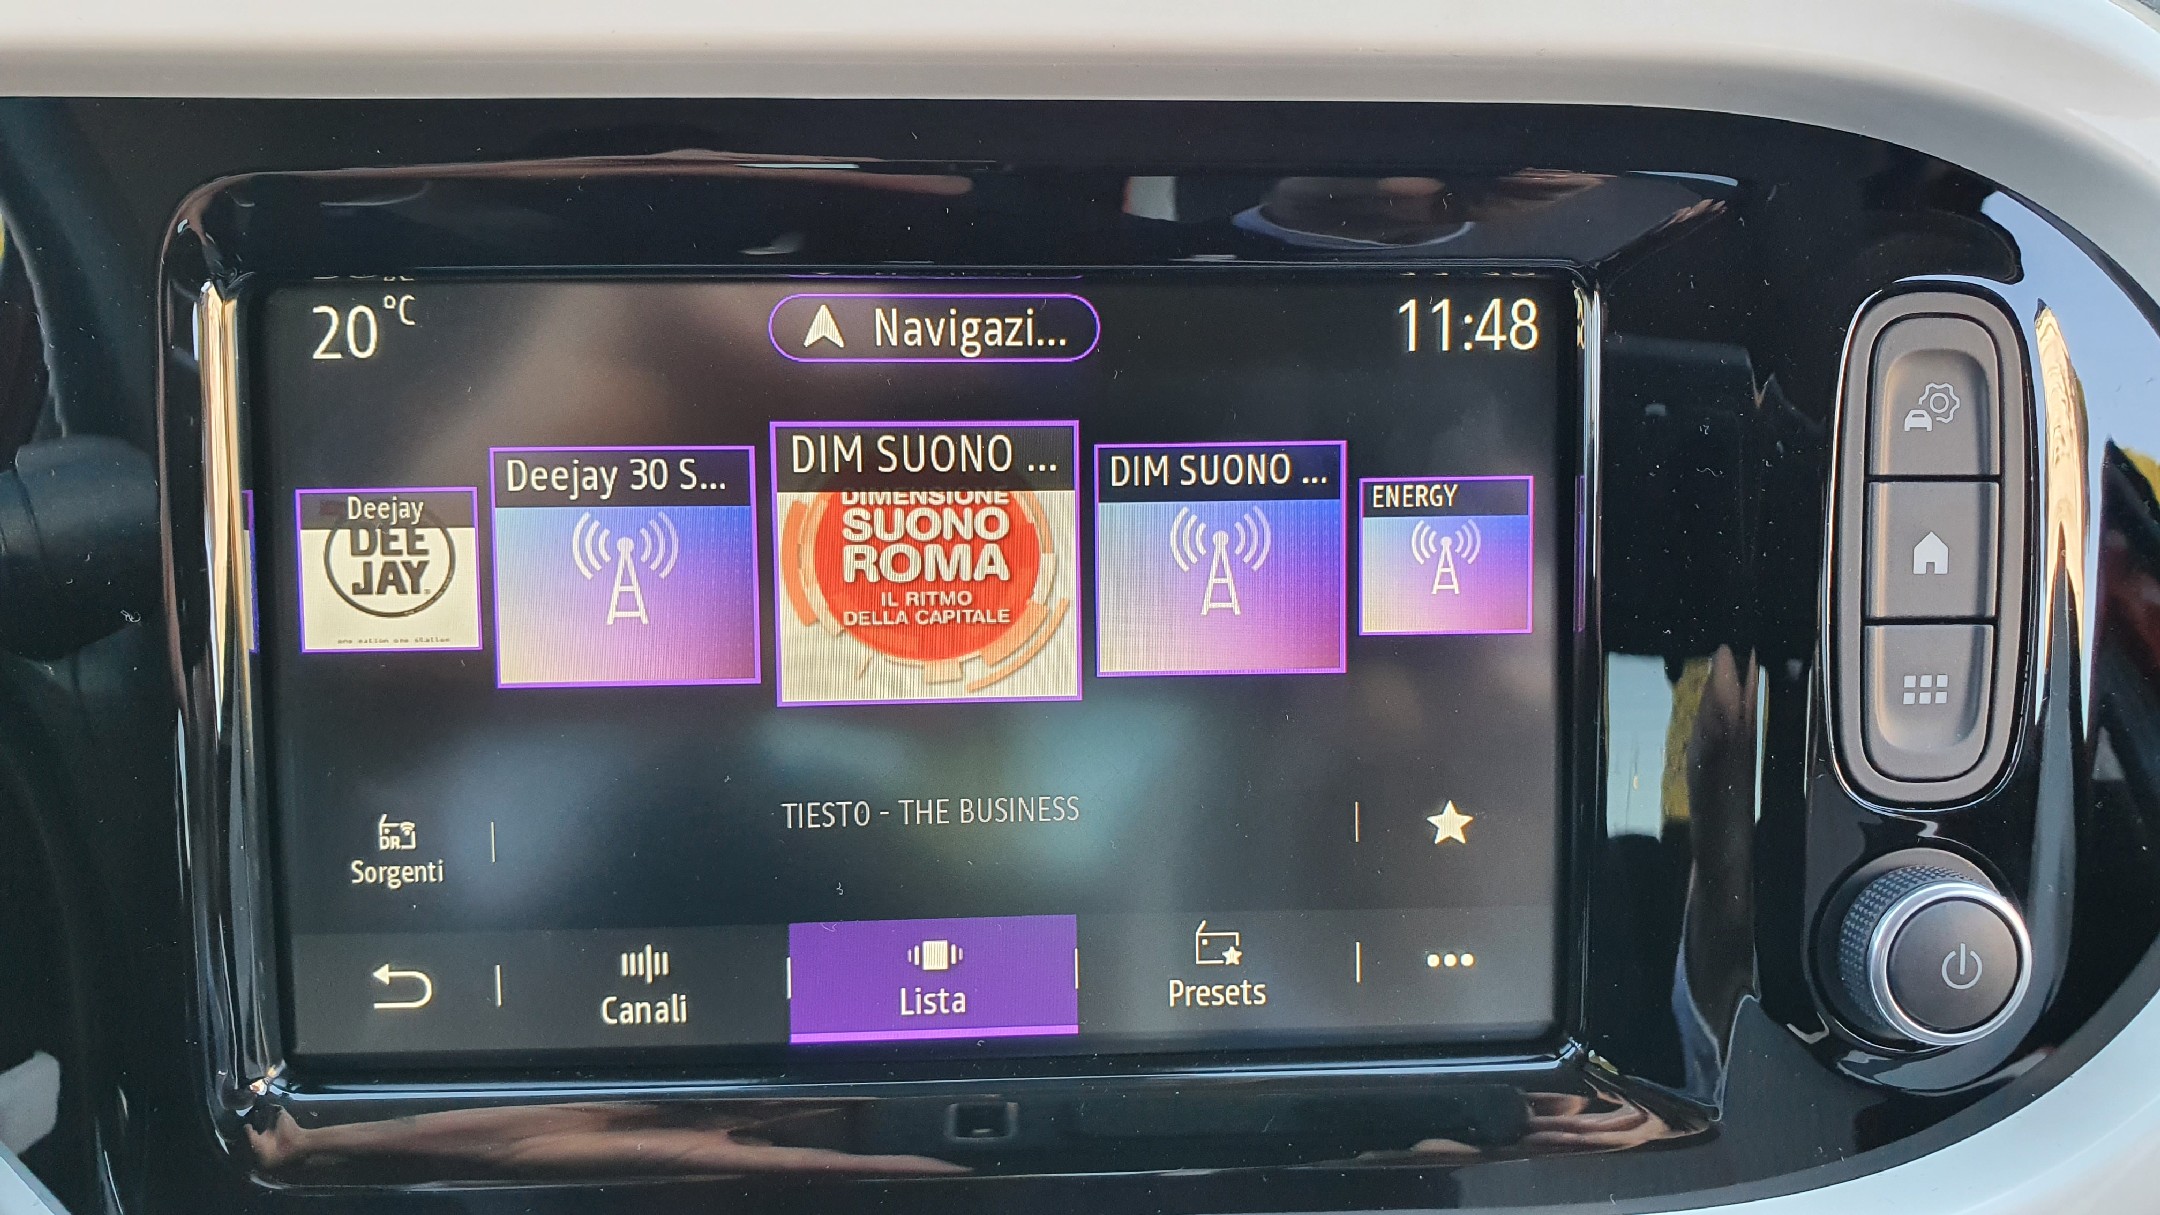 20°C
Navigazi...
11:48
Deejay
DEE
JAY
Deejay 30 S...
DIM SUONO ...
DIMENSIONE
SUONO
ROMA
IL RITMO
DELLA CAPITALE
DIM SUONO ...
ENERGY
TIESTO - THE BUSINESS
DR
Sorgenti
Canali
Lista
Presets